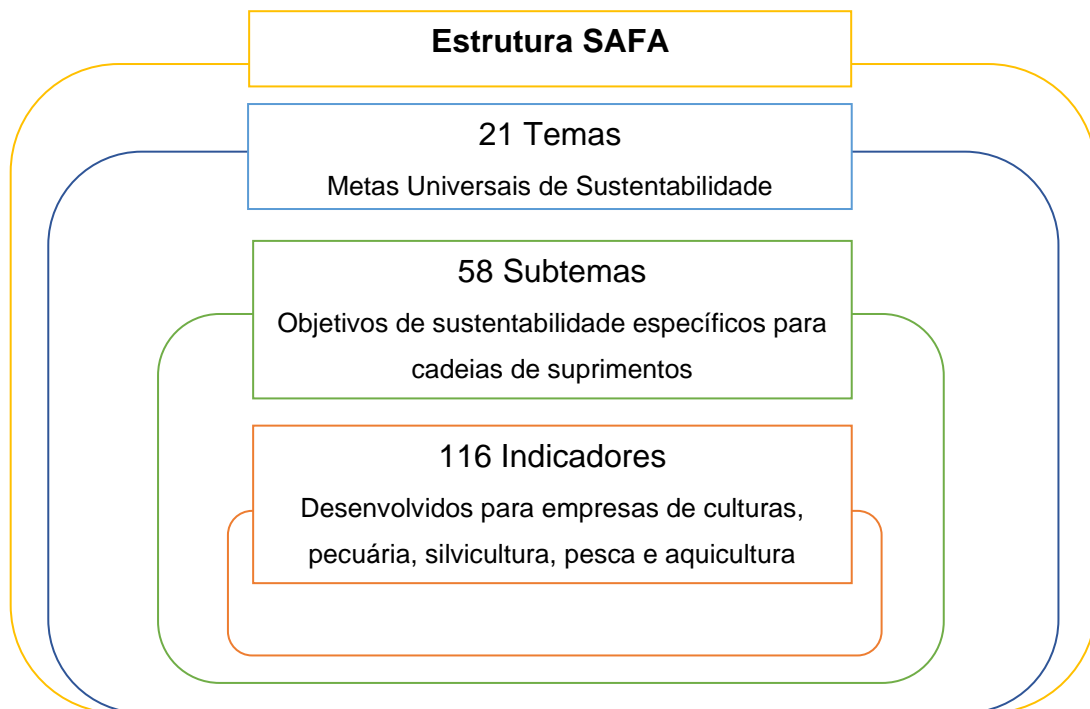 Estrutura SAFA
21 Temas
Metas Universais de Sustentabilidade
58 Subtemas
Objetivos de sustentabilidade específicos para
cadeias de suprimentos
116 Indicadores
Desenvolvidos para empresas de culturas,
pecuária, silvicultura, pesca e aquicultura